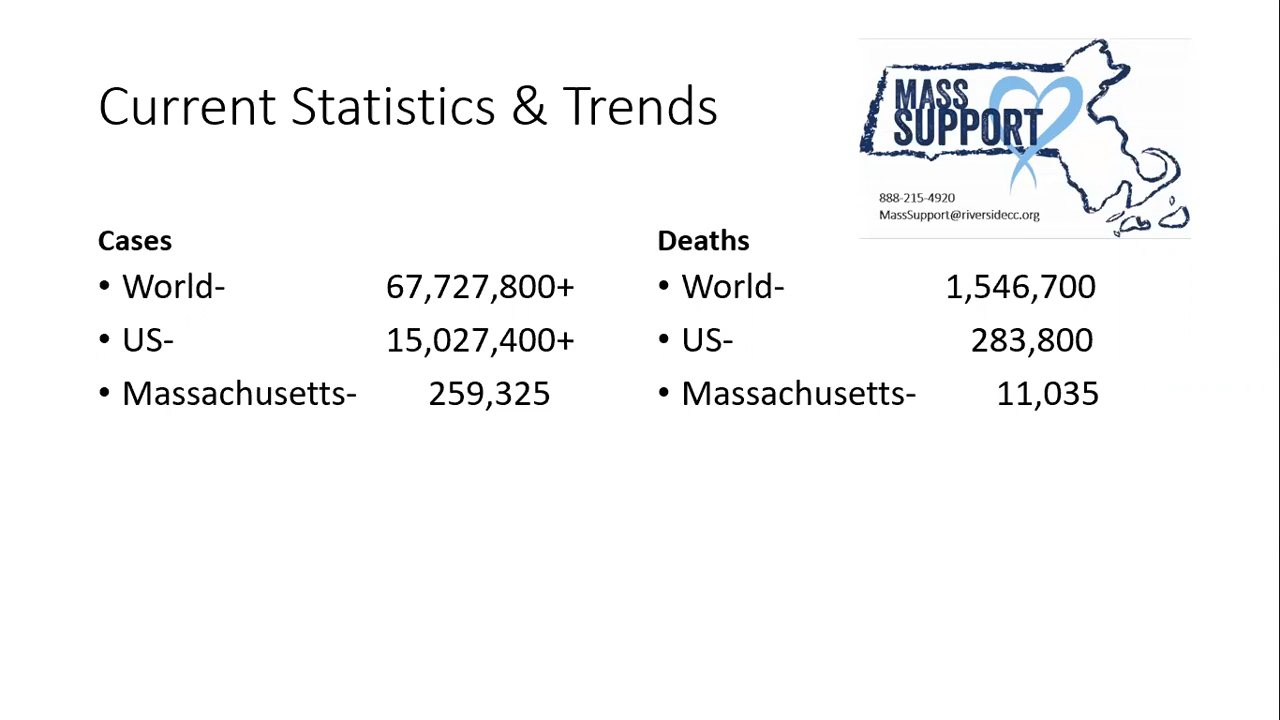 Current Statistics & Trends
MASS
SUPPORT
888-215-4920
MassSupport@riversidecc.org
Cases
• World- 67,727,800+
• US- 15,027,400+
• Massachusetts- 259,325
Deaths
• World- 1,546,700
• US- 283,800
• Massachusetts- 11,035